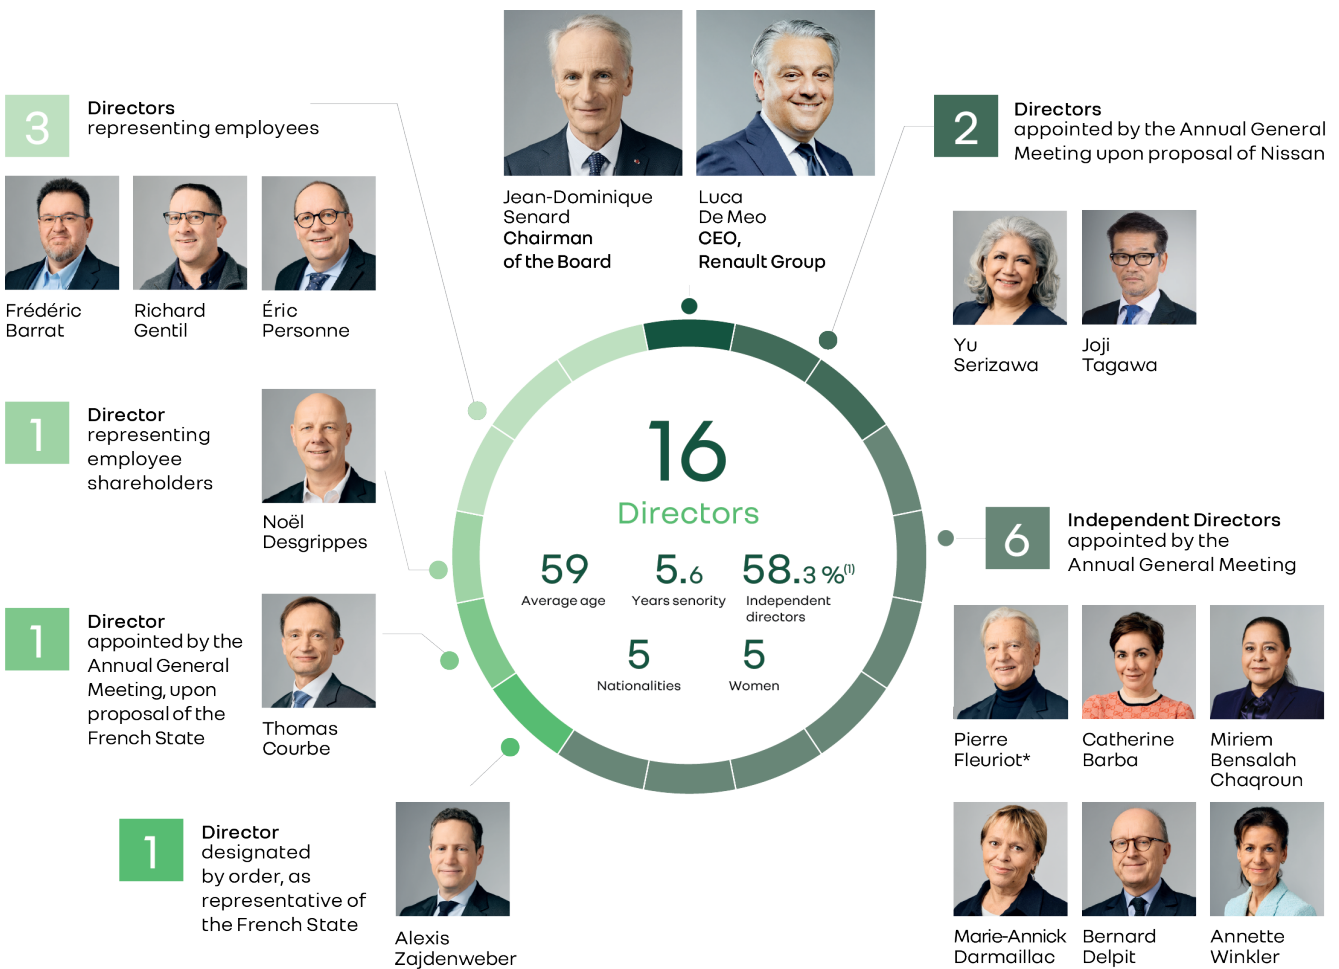 Jean-Dominique
Senard
Chairman
of the Board
Luca
De Meo
CEO,
Renault Group
3
Directors
representing employees
Frédéric
Barrat
Richard
Gentil
Éric
Personne
1
Director
representing
employee
shareholders
Noël
Desgrippes
1
Director
appointed by the
Annual General
Meeting, upon
proposal of the
French State
Thomas
Courbe
1
Director
designated
by order, as
representative of
the French State
Alexis
Zajdenweber
16
Directors
59
Average age
5.6
Years senority
58.3 %(1)
Independent
directors
5
Nationalities
5
Women
2
Directors
appointed by the Annual General
Meeting upon proposal of Nissan
Yu
Serizawa
Joji
Tagawa
6
Independent Directors
appointed by the
Annual General Meeting
Pierre
Fleuriot*
Catherine
Barba
Miriem
Bensalah
Chaqroun
Marie-Annick
Darmaillac
Bernard
Delpit
Annette
Winkler